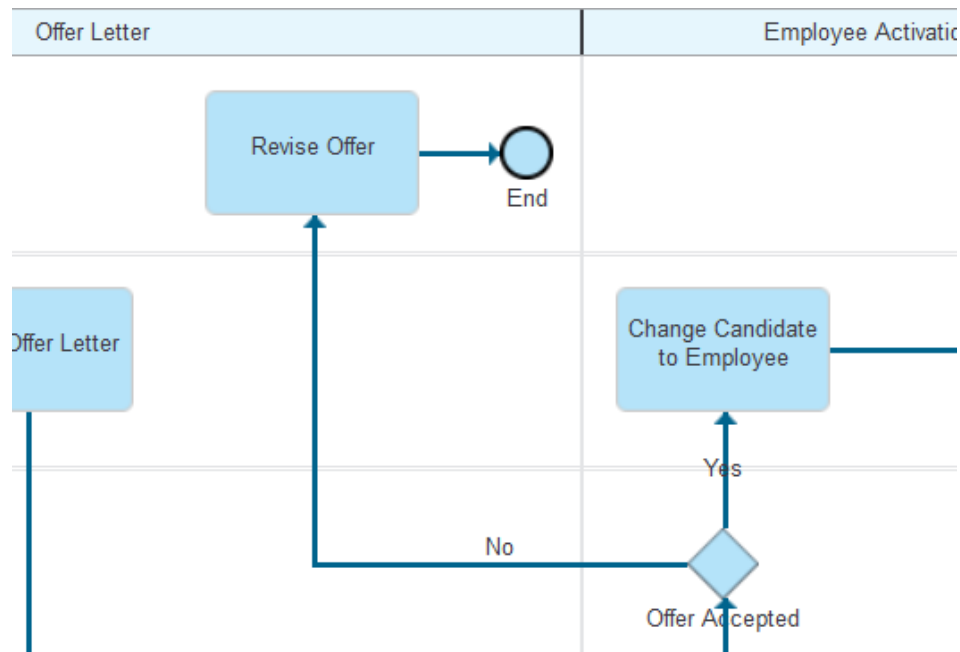 Offer Letter
Employee Activatio
Revise Offer
End
Offer Letter
Change Candidate
to Employee
Yes
No
Offer Accepted